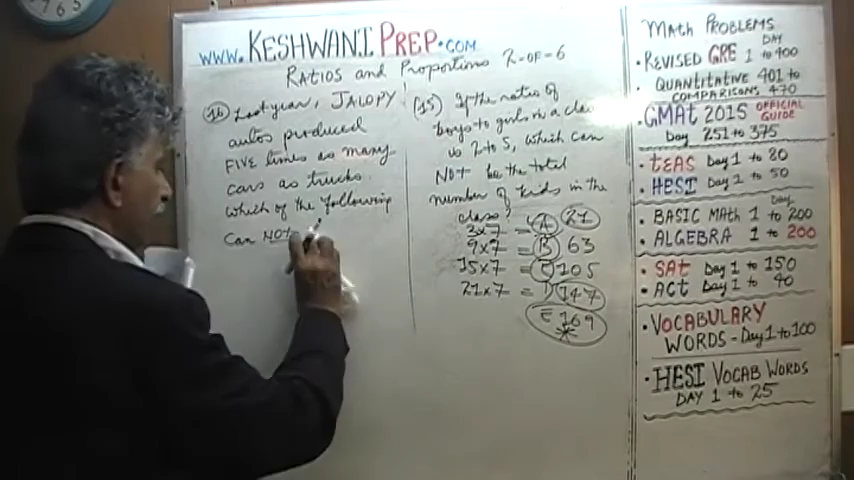 www.KESHWANIPREP.COM
RATIOS and PROPORTIONS 2-OF-6
(16) Last year, JALOPY
autos produced
FIVE times as many
cars as trucks.
which of the following
Can NOT
(15) If the ratio of
boys to girls in a class
is 2 to 5, which can
NOt be the total
number of kids in the
class?
3x7 = A 21
9x7 = B 63
15x7 = C 105
21x7 = D 147
E 169
*
MATH PROBLEMS
• REVISED GRE DAY 1 to 400
• QUANTITATIVE 401 to
COMPARISONS 470
• GMAT 2015 OFFICIAL GUIDE
Day 251 to 375
• TEAS Day 1 to 80
• HESI Day 1 to 50
Day
• BASIC MATH 1 to 200
• ALGEBRA 1 to 200
• SAt Day 1 to 150
• ACt Day 1 to 40
• VOCABULARY
WORDS - Day 1 to 100
• HESI VOCAB WORDS
DAY 1 to 25